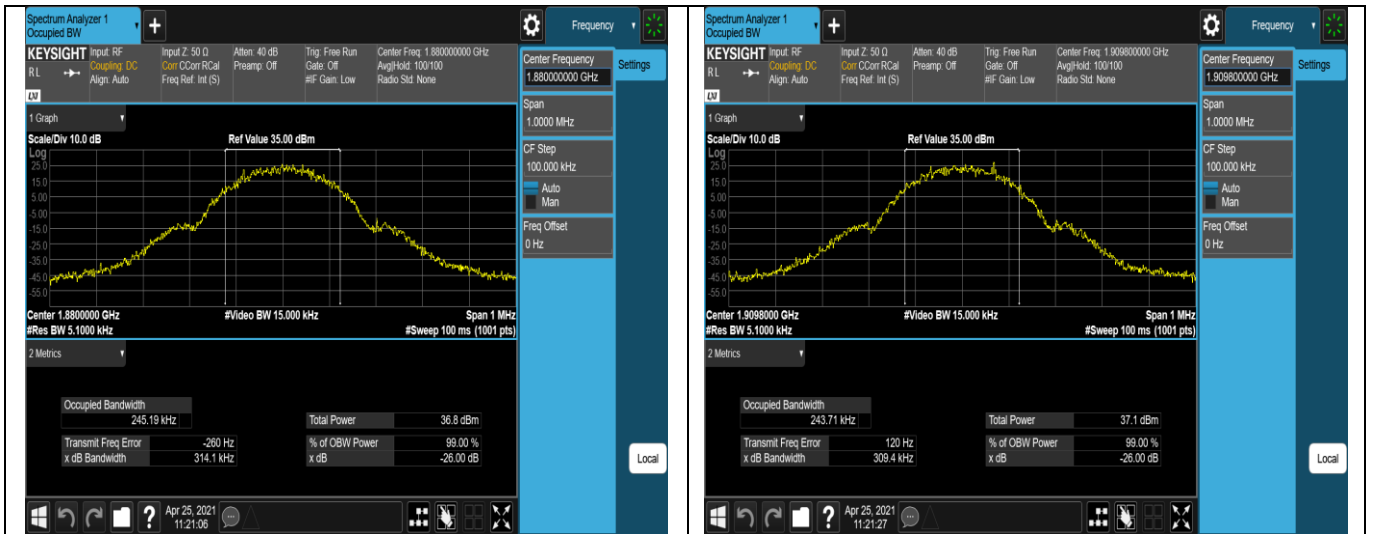 Spectrum Analyzer 1
Occupied BW
+
Frequency
KEYSIGHT
R L
LXI
Input: RF
Coupling: DC
Align: Auto
Input Z: 50 Ω
Corr CCorr RCal
Freq Ref: Int (S)
Atten: 40 dB
Preamp: Off
Trig: Free Run
Gate: Off
#IF Gain: Low
Center Freq: 1.880000000 GHz
Avg|Hold: 100/100
Radio Std: None
Center Frequency
1.880000000 GHz
Settings
Span
1.0000 MHz
CF Step
100.000 kHz
Auto
Man
Freq Offset
0 Hz
1 Graph
Scale/Div 10.0 dB
Ref Value 35.00 dBm
Log
25.0
15.0
5.00
-5.00
-15.0
-25.0
-35.0
-45.0
-55.0
Center 1.8800000 GHz
#Video BW 15.000 kHz
Span 1 MHz
#Res BW 5.1000 kHz
#Sweep 100 ms (1001 pts)
2 Metrics
Occupied Bandwidth
245.19 kHz
Total Power 36.8 dBm
Transmit Freq Error -260 Hz
% of OBW Power 99.00 %
x dB Bandwidth 314.1 kHz
x dB -26.00 dB
Local
?
Apr 25, 2021
11:21:06
Spectrum Analyzer 1
Occupied BW
+
Frequency
KEYSIGHT
R L
LXI
Input: RF
Coupling: DC
Align: Auto
Input Z: 50 Ω
Corr CCorr RCal
Freq Ref: Int (S)
Atten: 40 dB
Preamp: Off
Trig: Free Run
Gate: Off
#IF Gain: Low
Center Freq: 1.909800000 GHz
Avg|Hold: 100/100
Radio Std: None
Center Frequency
1.909800000 GHz
Settings
Span
1.0000 MHz
CF Step
100.000 kHz
Auto
Man
Freq Offset
0 Hz
1 Graph
Scale/Div 10.0 dB
Ref Value 35.00 dBm
Log
25.0
15.0
5.00
-5.00
-15.0
-25.0
-35.0
-45.0
-55.0
Center 1.9098000 GHz
#Video BW 15.000 kHz
Span 1 MHz
#Res BW 5.1000 kHz
#Sweep 100 ms (1001 pts)
2 Metrics
Occupied Bandwidth
243.71 kHz
Total Power 37.1 dBm
Transmit Freq Error 120 Hz
% of OBW Power 99.00 %
x dB Bandwidth 309.4 kHz
x dB -26.00 dB
Local
?
Apr 25, 2021
11:21:27